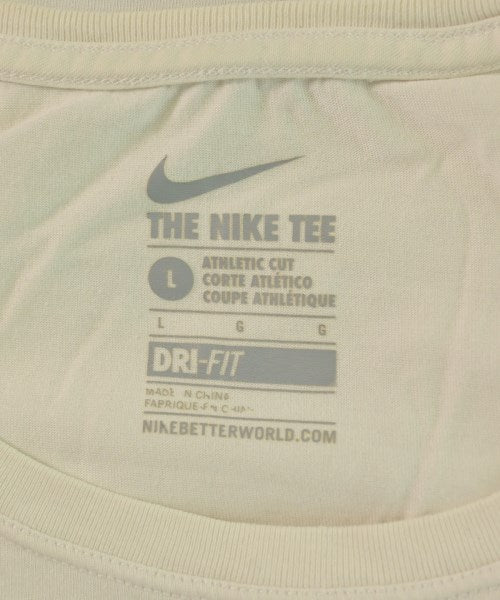 THE NIKE TEE
L
ATHLETIC CUT
CORTE ATLÉTICO
COUPE ATHLÉTIQUE
L G G
DRI-FIT
MADE IN CHINA
NIKEBETTERWORLD.COM